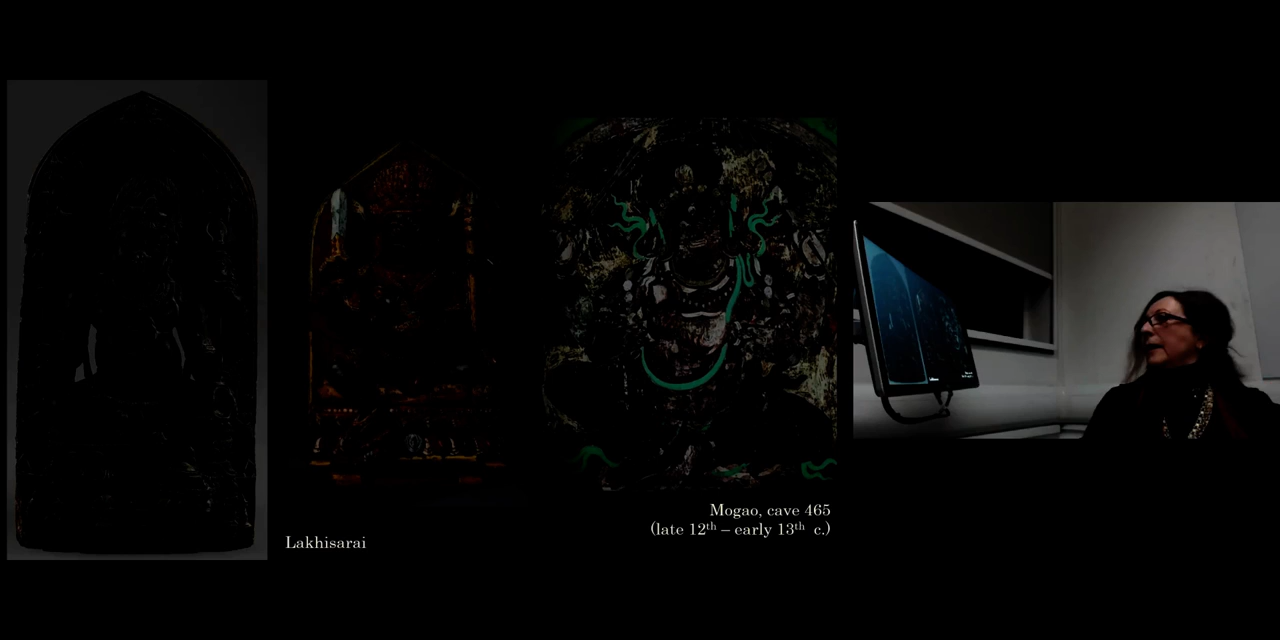 Lakhisarai
Mogao, cave 465
(late 12th – early 13th c.)